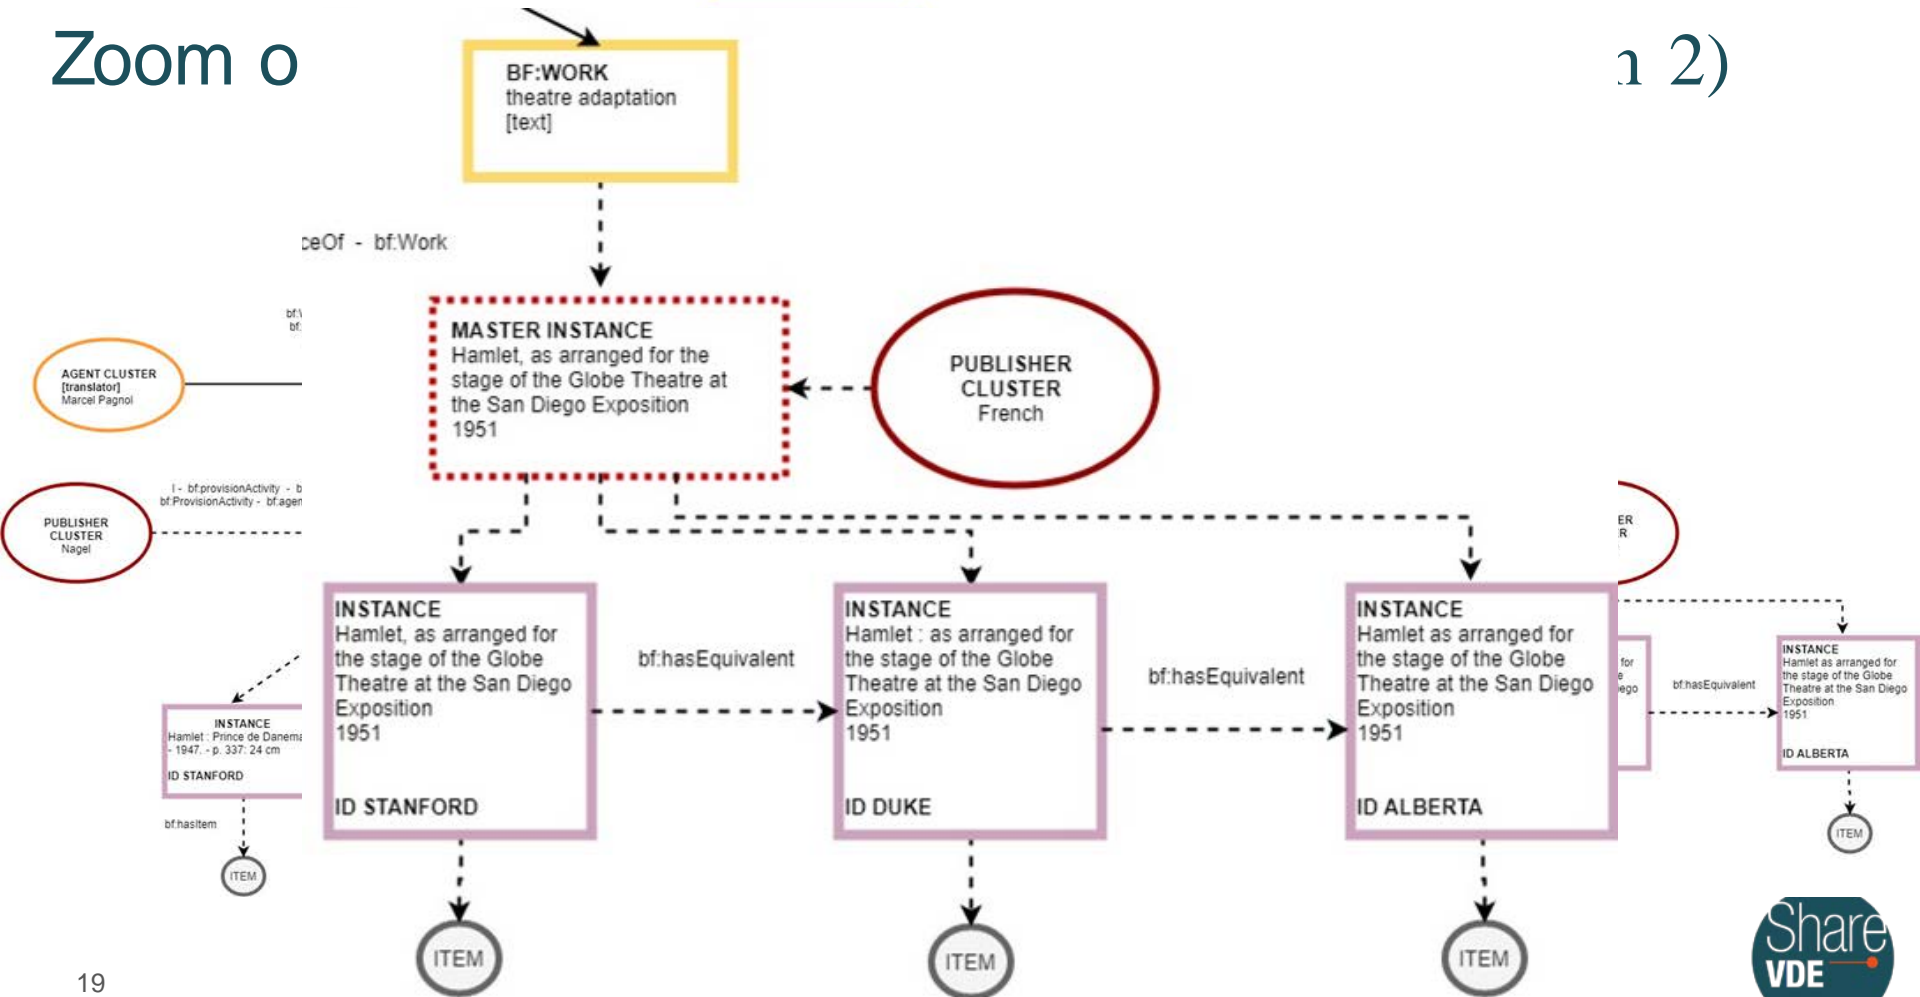 Zoom o
2)
BF:WORK
theatre adaptation
[text]
ceOf - bf:Work
MASTER INSTANCE
Hamlet, as arranged for the
stage of the Globe Theatre at
the San Diego Exposition
1951
PUBLISHER
CLUSTER
French
AGENT CLUSTER
[translator]
Marcel Pagnol
bf:
I - bf:provisionActivity - b
bf:ProvisionActivity - bf:agen
PUBLISHER
CLUSTER
Nagel
ER
R
INSTANCE
Hamlet, as arranged for
the stage of the Globe
Theatre at the San Diego
Exposition
1951
ID STANFORD
bf:hasEquivalent
INSTANCE
Hamlet : as arranged for
the stage of the Globe
Theatre at the San Diego
Exposition
1951
ID DUKE
bf:hasEquivalent
INSTANCE
Hamlet as arranged for
the stage of the Globe
Theatre at the San Diego
Exposition
1951
ID ALBERTA
for
e
iego
bf:hasEquivalent
INSTANCE
Hamlet as arranged for
the stage of the Globe
Theatre at the San Diego
Exposition
1951
ID ALBERTA
INSTANCE
Hamlet : Prince de Danema
- 1947. - p. 337: 24 cm
ID STANFORD
bf:hasItem
ITEM
ITEM
ITEM
ITEM
ITEM
19
Share
VDE